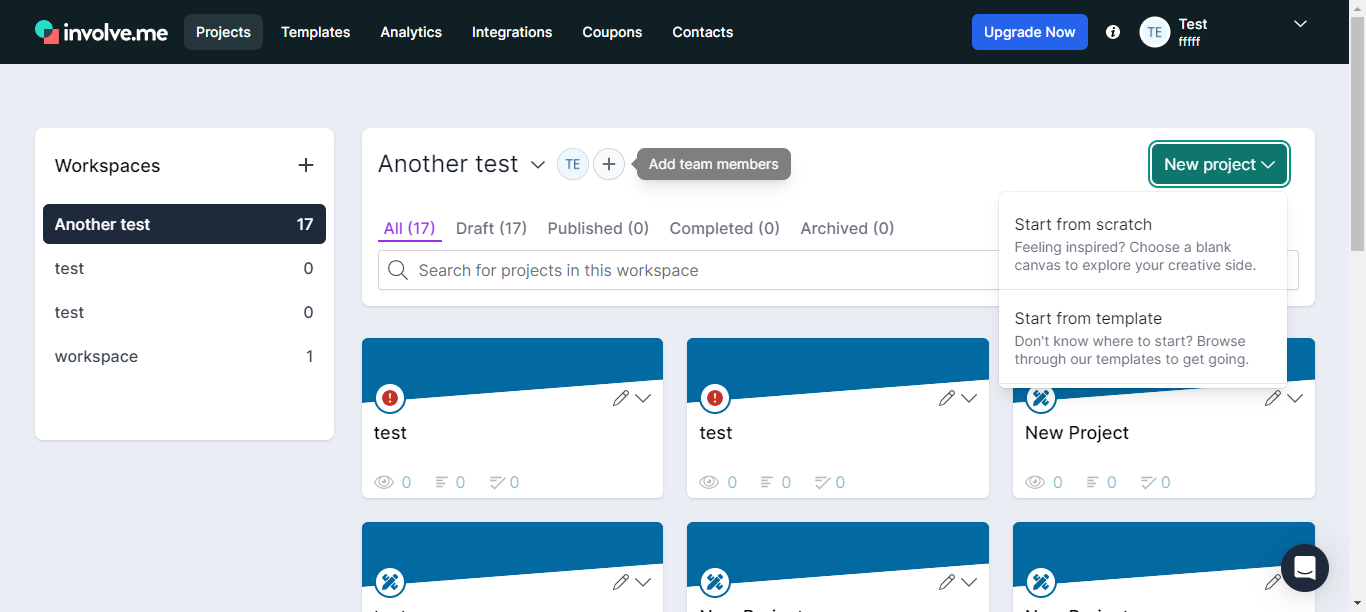 involve.me Projects Templates Analytics Integrations Coupons Contacts Upgrade Now TE Test
fffff
Workspaces
Another test 17
test 0
test 0
workspace 1
Another test TE Add team members New project
All (17) Draft (17) Published (0) Completed (0) Archived (0)
Search for projects in this workspace
Start from scratch
Feeling inspired? Choose a blank
canvas to explore your creative side.
Start from template
Don't know where to start? Browse
through our templates to get going.
test test New Project
0 0 0 0 0 0 0 0 0